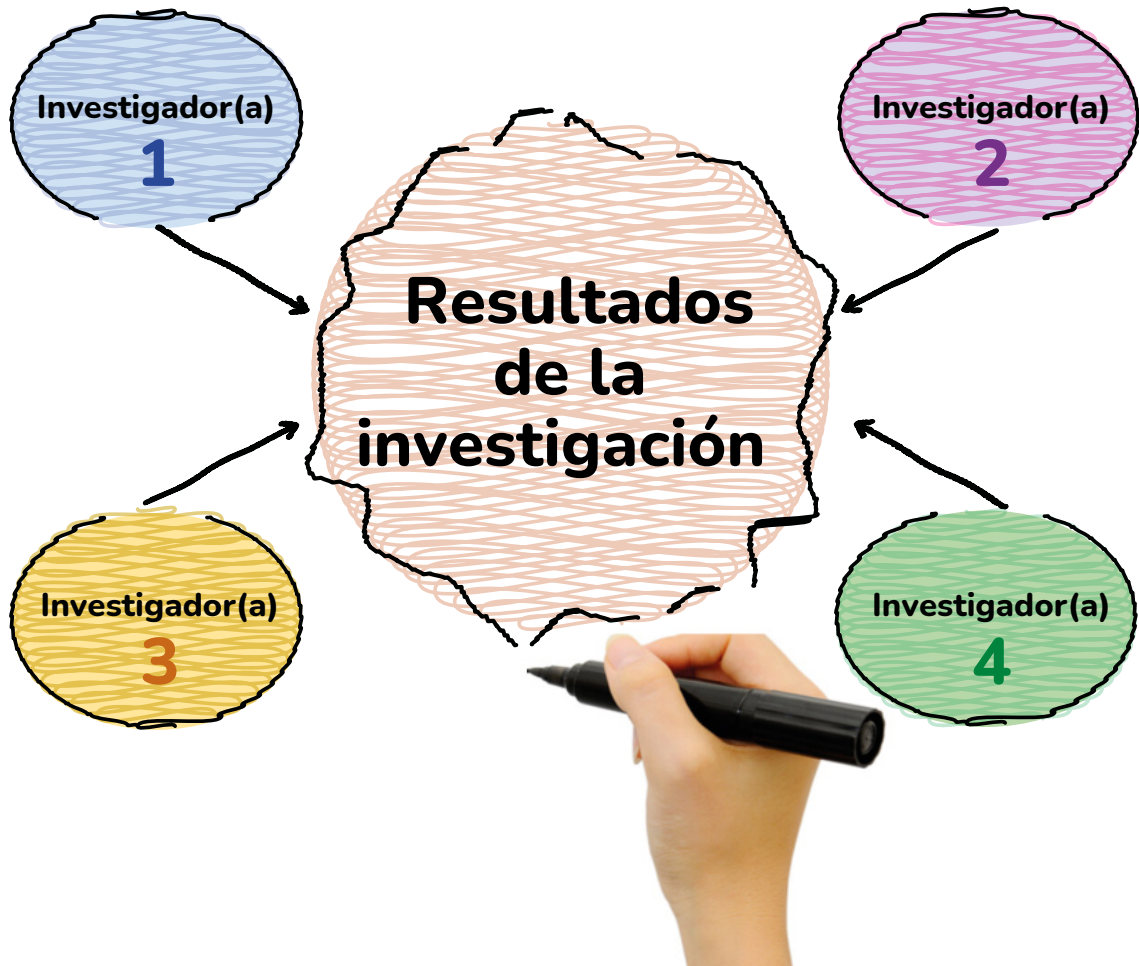 Investigador(a)
1
Investigador(a)
2
Resultados
de la
investigación
Investigador(a)
3
Investigador(a)
4